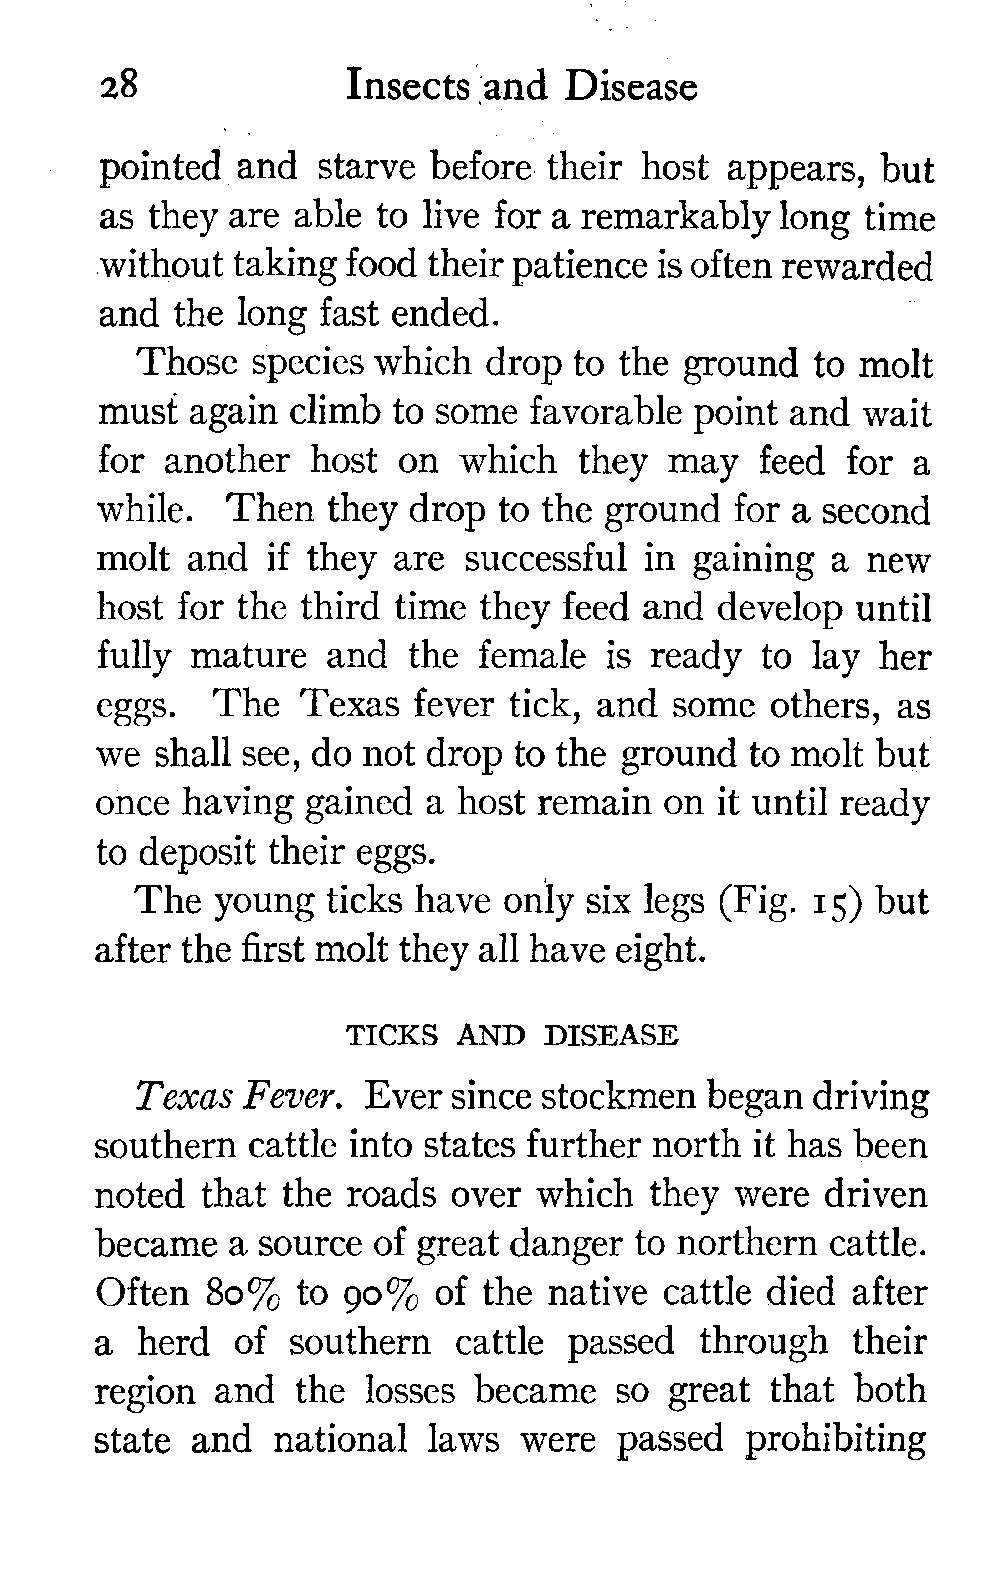 28 Insects and Disease
pointed and starve before their host appears, but
as they are able to live for a remarkably long time
without taking food their patience is often rewarded
and the long fast ended.
Those species which drop to the ground to molt
must again climb to some favorable point and wait
for another host on which they may feed for a
while. Then they drop to the ground for a second
molt and if they are successful in gaining a new
host for the third time they feed and develop until
fully mature and the female is ready to lay her
eggs. The Texas fever tick, and some others, as
we shall see, do not drop to the ground to molt but
once having gained a host remain on it until ready
to deposit their eggs.
The young ticks have only six legs (Fig. 15) but
after the first molt they all have eight.
TICKS AND DISEASE
Texas Fever. Ever since stockmen began driving
southern cattle into states further north it has been
noted that the roads over which they were driven
became a source of great danger to northern cattle.
Often 80% to 90% of the native cattle died after
a herd of southern cattle passed through their
region and the losses became so great that both
state and national laws were passed prohibiting